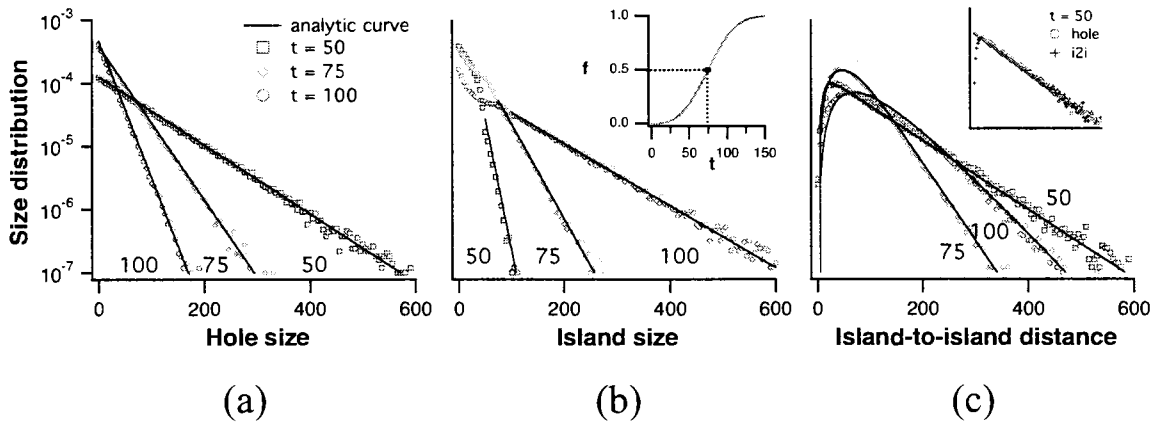 Size distribution
10⁻³
10⁻⁴
10⁻⁵
10⁻⁶
10⁻⁷
analytic curve
t = 50
t = 75
t = 100
100
75
50
0
200
400
600
Hole size
(a)
f
1.0
0.5
0.0
0
50
75
100
150
t
50
75
100
0
200
400
600
Island size
(b)
t = 50
hole
i2i
50
100
75
0
200
400
600
Island-to-island distance
(c)